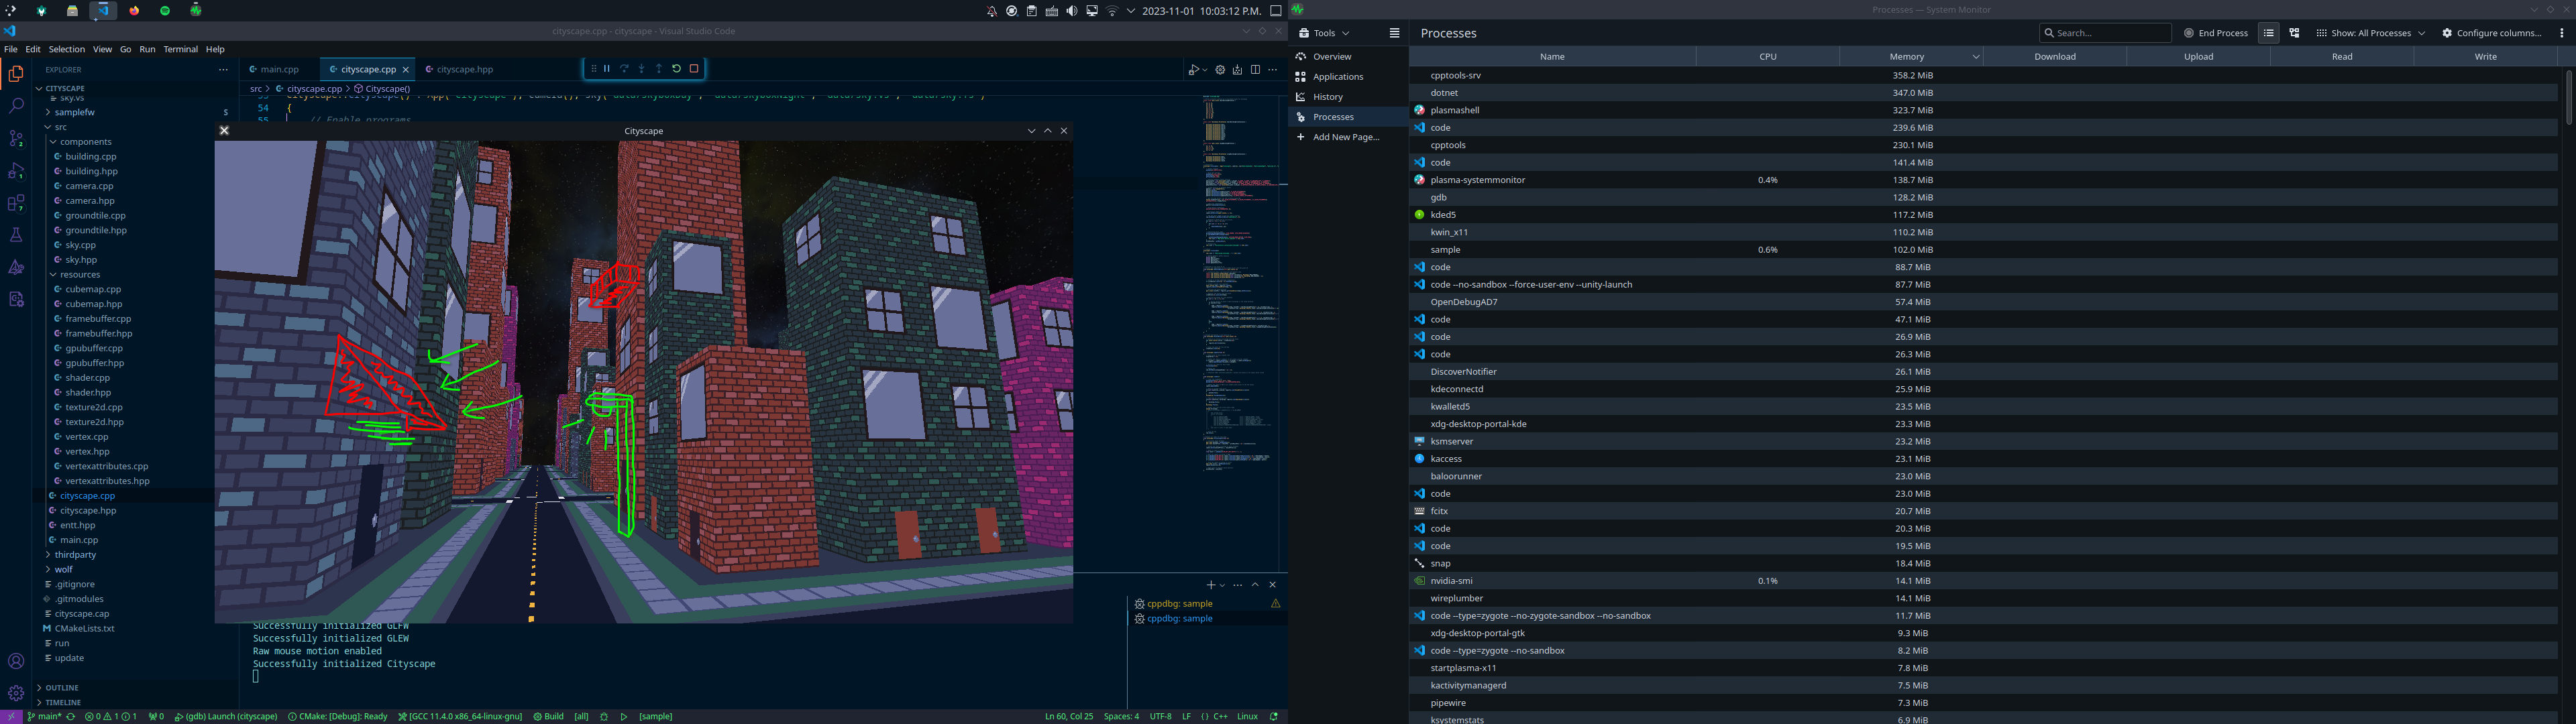 2023-11-01 10:03:12 P.M.
cityscape.cpp - cityscape - Visual Studio Code
File Edit Selection View Go Run Terminal Help
EXPLORER
main.cpp cityscape.cpp cityscape.hpp
src > cityscape.cpp > Cityscape()
CITYSCAPE
sky.vs
samplefw S
src
components
building.cpp
building.hpp
camera.cpp
camera.hpp
groundtile.cpp
groundtile.hpp
sky.cpp
sky.hpp
resources
cubemap.cpp
cubemap.hpp
framebuffer.cpp
framebuffer.hpp
gpubuffer.cpp
gpubuffer.hpp
shader.cpp
shader.hpp
texture2d.cpp
texture2d.hpp
vertex.cpp
vertex.hpp
vertexattributes.cpp
vertexattributes.hpp
cityscape.cpp
cityscape.hpp
entt.hpp
main.cpp
thirdparty
wolf
.gitignore
.gitmodules
cityscape.cap
CMakeLists.txt
run
update
OUTLINE
TIMELINE
54 {
55 // Enable programs
Cityscape
Successfully initialized GLFW
Successfully initialized GLEW
Raw mouse motion enabled
Successfully initialized Cityscape
cppdbg: sample
cppdbg: sample
main* 0 1 1 0 (gdb) Launch (cityscape) CMake: [Debug]: Ready [GCC 11.4.0 x86_64-linux-gnu] Build [all] [sample] Ln 60, Col 25 Spaces: 4 UTF-8 LF {} C++ Linux
Processes — System Monitor
Tools
Overview
Applications
History
Processes
Add New Page...
Processes Search... End Process Show: All Processes Configure columns...
Name CPU Memory Download Upload Read Write
cpptools-srv 358.2 MiB
dotnet 347.0 MiB
plasmashell 323.7 MiB
code 239.6 MiB
cpptools 230.1 MiB
code 141.4 MiB
plasma-systemmonitor 0.4% 138.7 MiB
gdb 128.2 MiB
kded5 117.2 MiB
kwin_x11 110.2 MiB
sample 0.6% 102.0 MiB
code 88.7 MiB
code --no-sandbox --force-user-env --unity-launch 87.7 MiB
OpenDebugAD7 57.4 MiB
code 47.1 MiB
code 26.9 MiB
code 26.3 MiB
DiscoverNotifier 26.1 MiB
kdeconnectd 25.9 MiB
kwalletd5 23.5 MiB
xdg-desktop-portal-kde 23.3 MiB
ksmserver 23.2 MiB
kaccess 23.1 MiB
baloorunner 23.0 MiB
code 23.0 MiB
fcitx 20.7 MiB
code 20.3 MiB
code 19.5 MiB
snap 18.4 MiB
nvidia-smi 0.1% 14.1 MiB
wireplumber 14.1 MiB
code --type=zygote --no-zygote-sandbox --no-sandbox 11.7 MiB
xdg-desktop-portal-gtk 9.3 MiB
code --type=zygote --no-sandbox 8.2 MiB
startplasma-x11 7.8 MiB
kactivitymanagerd 7.5 MiB
pipewire 7.3 MiB
ksystemstats 6.9 MiB